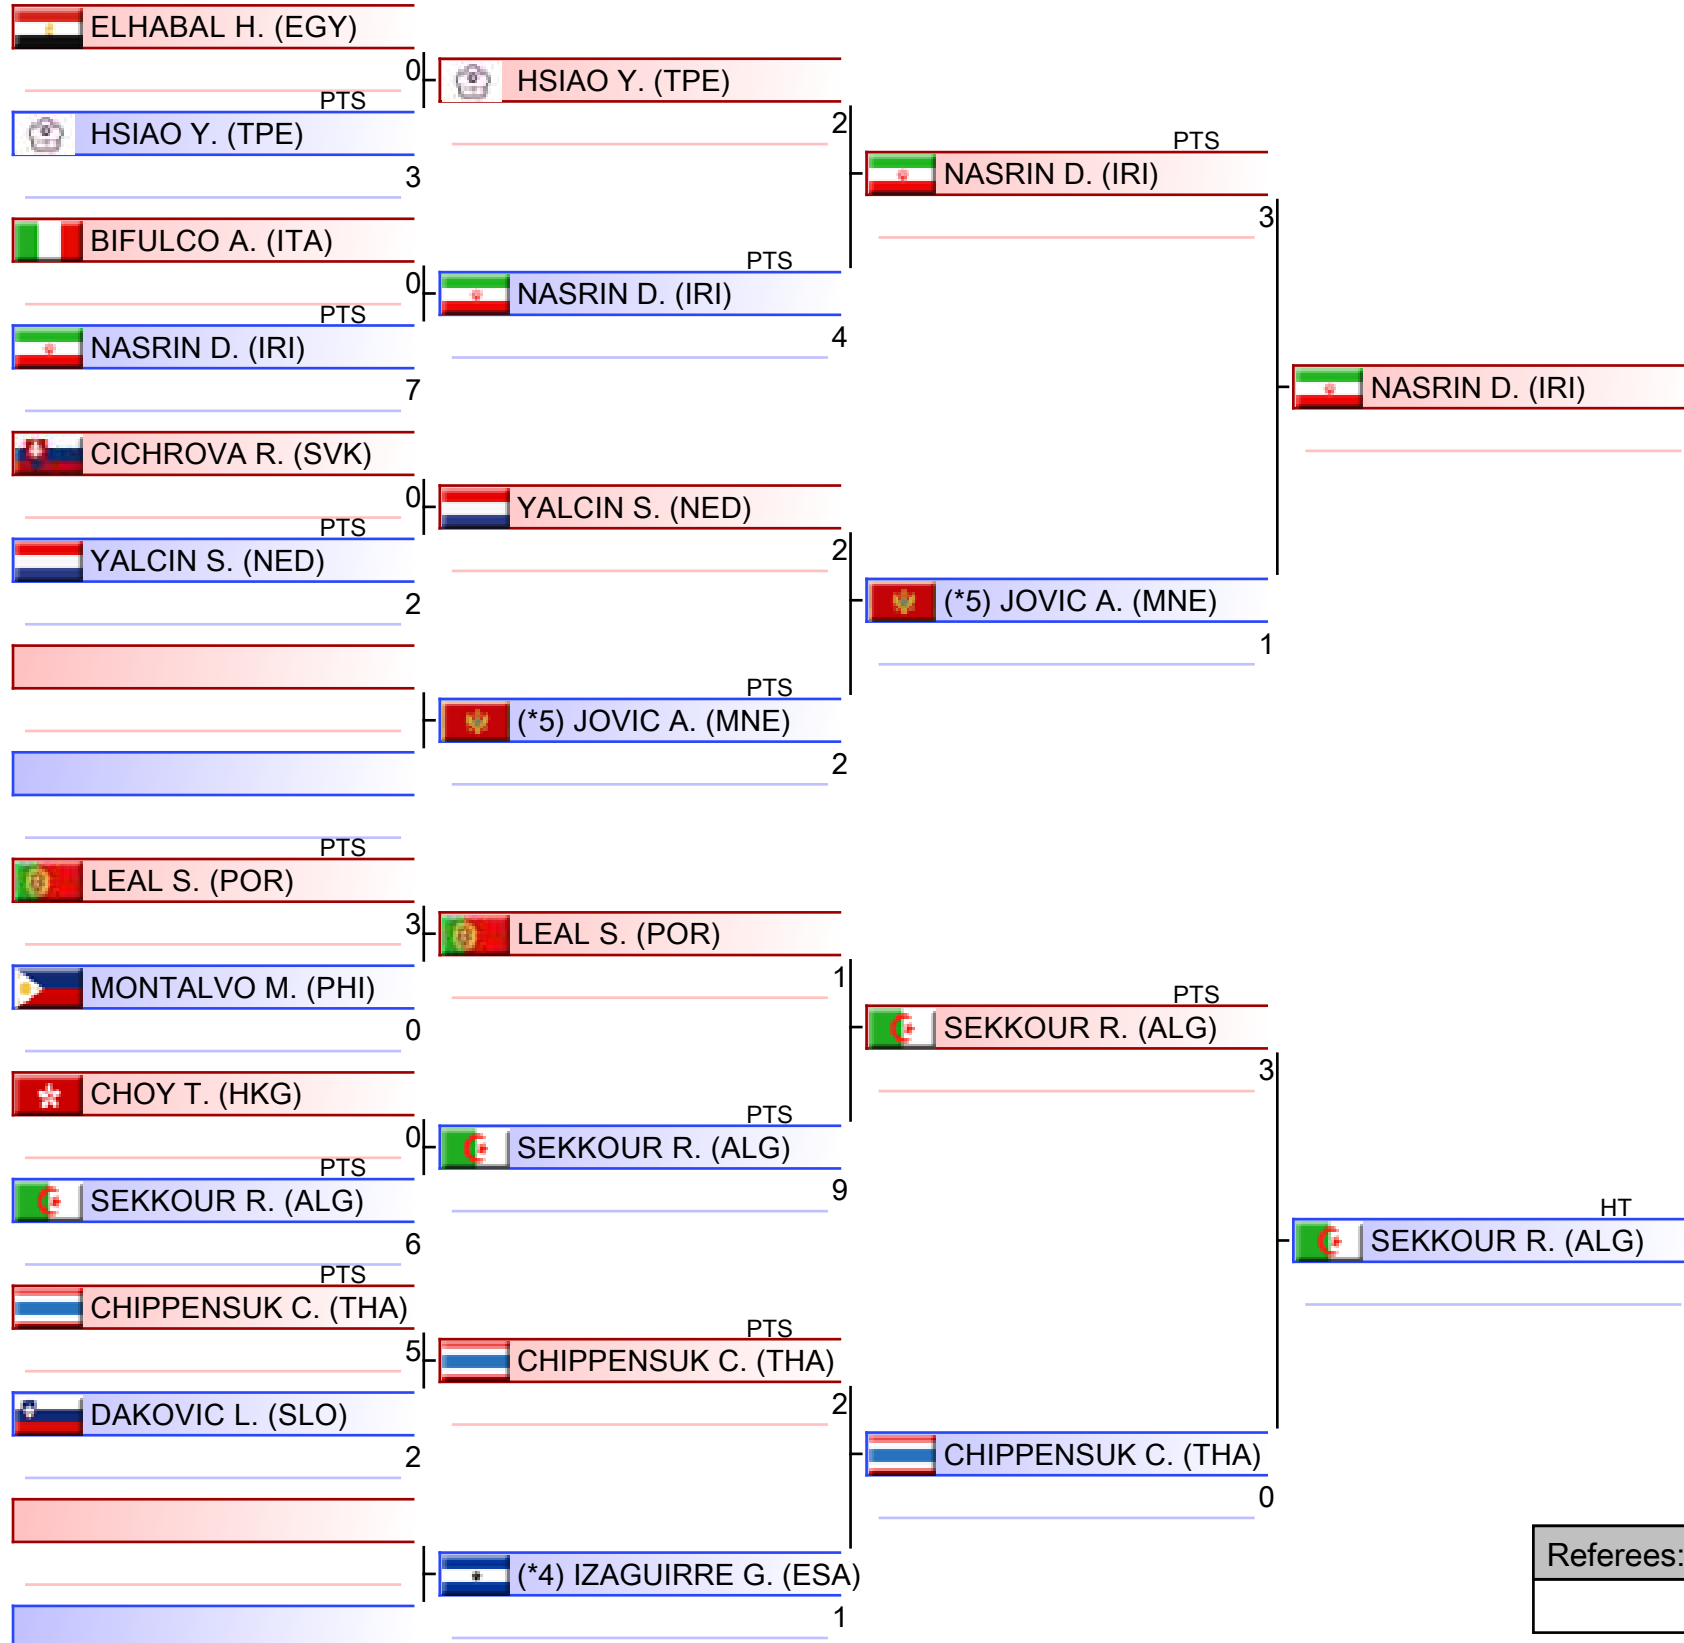 ELHABAL H. (EGY)
0
PTS
HSIAO Y. (TPE)
3
BIFULCO A. (ITA)
0
PTS
NASRIN D. (IRI)
7
CICHROVA R. (SVK)
0
PTS
YALCIN S. (NED)
2
PTS
LEAL S. (POR)
3
MONTALVO M. (PHI)
0
CHOY T. (HKG)
0
PTS
SEKKOUR R. (ALG)
6
PTS
CHIPPENSUK C. (THA)
5
DAKOVIC L. (SLO)
2
HSIAO Y. (TPE)
2
PTS
NASRIN D. (IRI)
4
YALCIN S. (NED)
2
PTS
(*5) JOVIC A. (MNE)
2
LEAL S. (POR)
1
PTS
SEKKOUR R. (ALG)
9
PTS
CHIPPENSUK C. (THA)
2
(*4) IZAGUIRRE G. (ESA)
1
PTS
NASRIN D. (IRI)
3
(*5) JOVIC A. (MNE)
1
PTS
SEKKOUR R. (ALG)
3
CHIPPENSUK C. (THA)
0
NASRIN D. (IRI)
HT
SEKKOUR R. (ALG)
Referees: